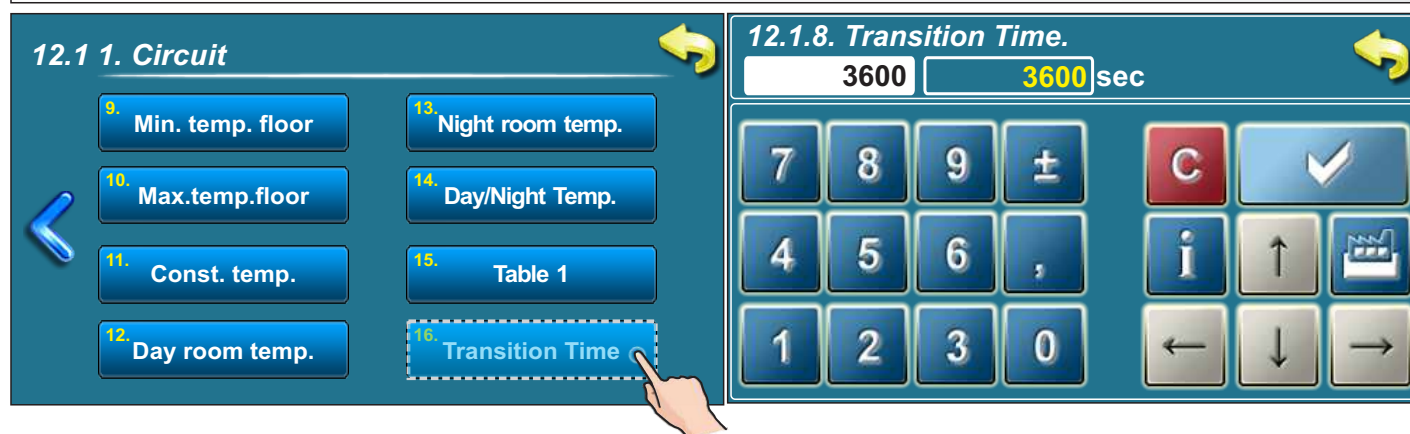 12.1 1. Circuit
9.
Min. temp. floor
13.
Night room temp.
10.
Max.temp.floor
14.
Day/Night Temp.
11.
Const. temp.
15.
Table 1
12.
Day room temp.
16.
Transition Time
12.1.8. Transition Time.
3600 3600 sec
7 8 9 ± C
4 5 6 , i ↑
1 2 3 0 ← ↓ →